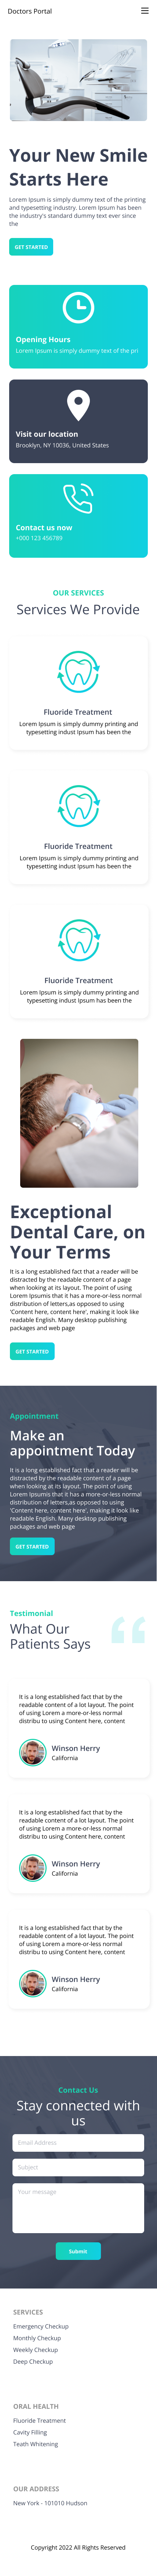 Doctors Portal
Your New Smile
Starts Here
Lorem Ipsum is simply dummy text of the printing
and typesetting industry. Lorem Ipsum has been
the industry's standard dummy text ever since
the
GET STARTED
Opening Hours
Lorem Ipsum is simply dummy text of the pri
Visit our location
Brooklyn, NY 10036, United States
Contact us now
+000 123 456789
OUR SERVICES
Services We Provide
Fluoride Treatment
Lorem Ipsum is simply dummy printing and
typesetting indust Ipsum has been the
Fluoride Treatment
Lorem Ipsum is simply dummy printing and
typesetting indust Ipsum has been the
Fluoride Treatment
Lorem Ipsum is simply dummy printing and
typesetting indust Ipsum has been the
Exceptional
Dental Care, on
Your Terms
It is a long established fact that a reader will be
distracted by the readable content of a page
when looking at its layout. The point of using
Lorem Ipsums that it has a more-or-less normal
distribution of letters,as opposed to using
'Content here, content here', making it look like
readable English. Many desktop publishing
packages and web page
GET STARTED
Appointment
Make an
appointment Today
It is a long established fact that a reader will be
distracted by the readable content of a page
when looking at its layout. The point of using
Lorem Ipsums that it has a more-or-less normal
distribution of letters,as opposed to using
'Content here, content here', making it look like
readable English. Many desktop publishing
packages and web page
GET STARTED
Testimonial
What Our
Patients Says
It is a long established fact that by the
readable content of a lot layout. The point
of using Lorem a more-or-less normal
distribu to using Content here, content
Winson Herry
California
It is a long established fact that by the
readable content of a lot layout. The point
of using Lorem a more-or-less normal
distribu to using Content here, content
Winson Herry
California
It is a long established fact that by the
readable content of a lot layout. The point
of using Lorem a more-or-less normal
distribu to using Content here, content
Winson Herry
California
Contact Us
Stay connected with
us
Email Address
Subject
Your message
Submit
SERVICES
Emergency Checkup
Monthly Checkup
Weekly Checkup
Deep Checkup
ORAL HEALTH
Fluoride Treatment
Cavity Filling
Teath Whitening
OUR ADDRESS
New York - 101010 Hudson
Copyright 2022 All Rights Reserved